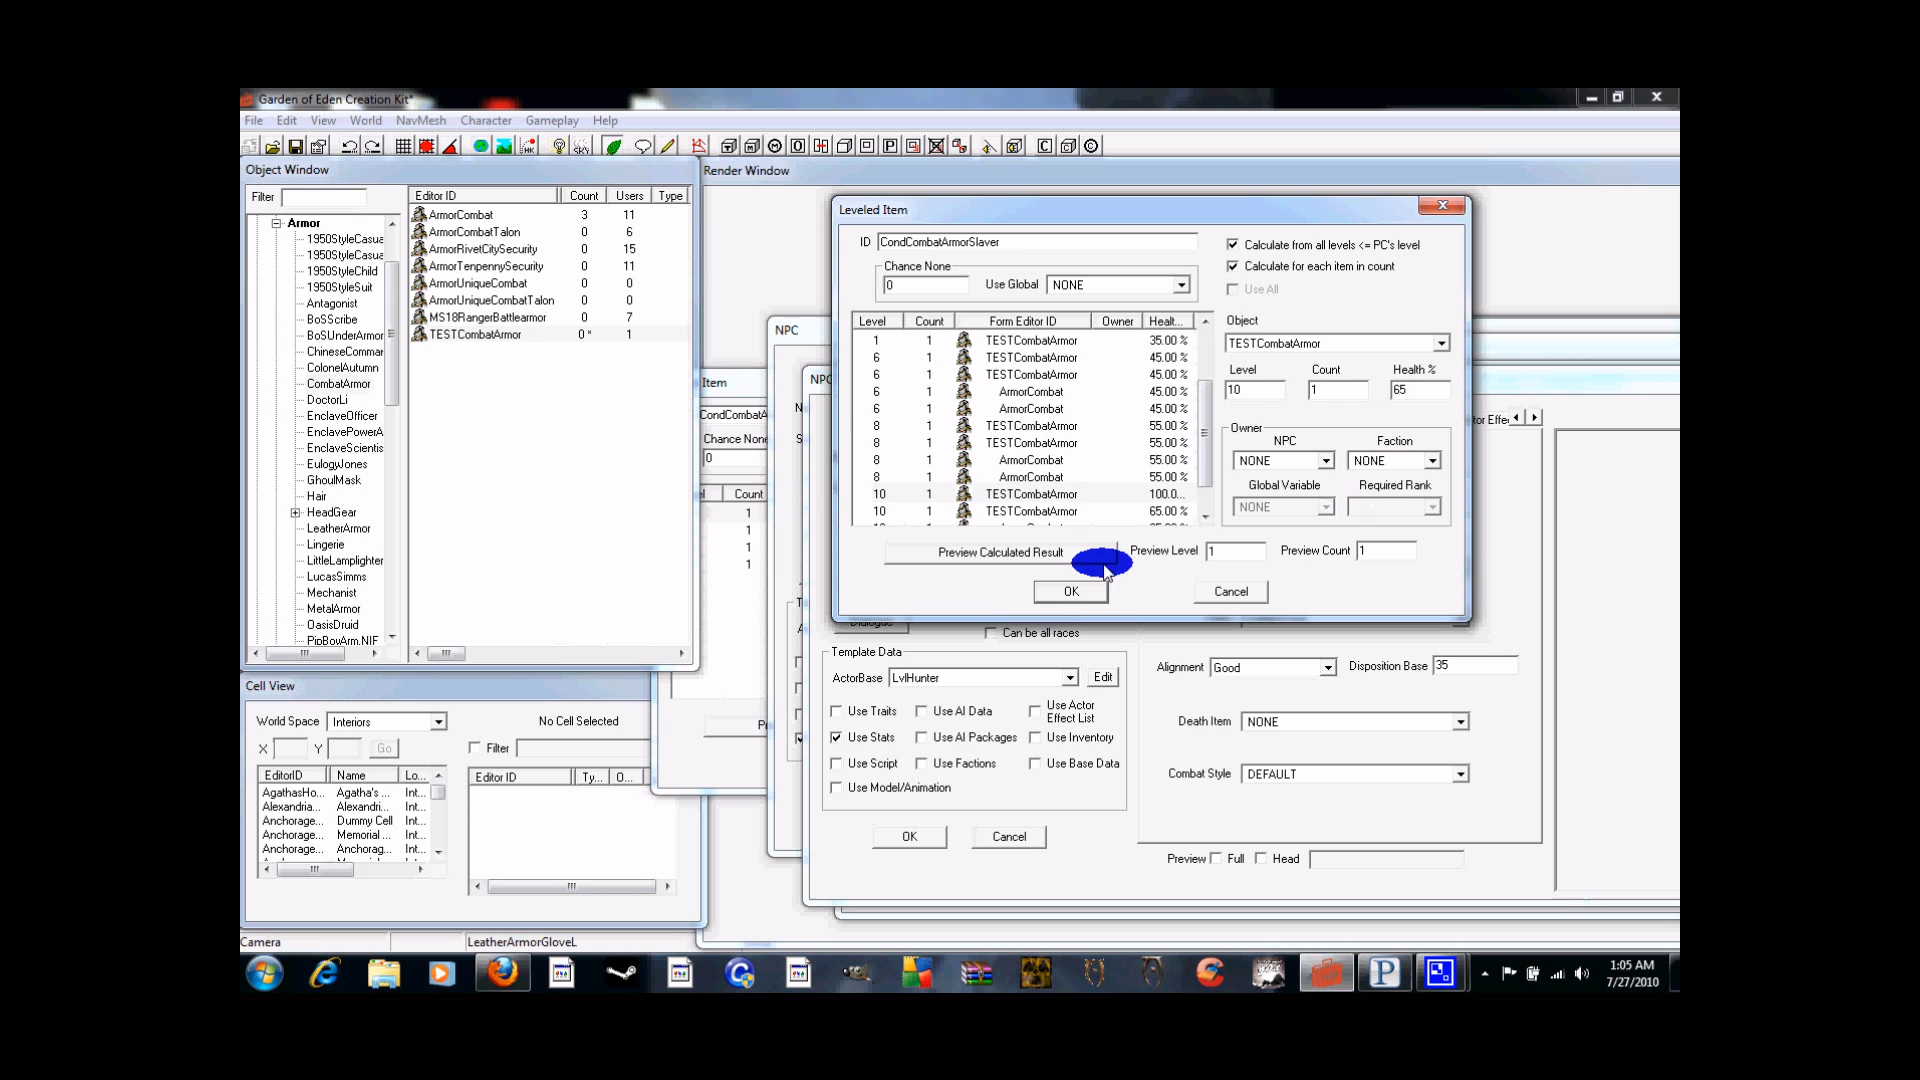 Garden of Eden Creation Kit*
File Edit View World NavMesh Character Gameplay Help
Object Window
Filter
Armor
1950StyleCasua
1950StyleCasua
1950StyleChild
1950StyleSuit
Antagonist
BoSScribe
BoSUnderArmor
ChineseCommar
ColonelAutumn
CombatArmor
DoctorLi
EnclaveOfficer
EnclavePowerA
EnclaveScientis
EulogyJones
GhoulMask
Hair
HeadGear
LeatherArmor
Lingerie
LittleLamplighter
LucasSimms
Mechanist
MetalArmor
OasisDruid
PipBoyArm.NIF
Editor ID Count Users Type
ArmorCombat 3 11
ArmorCombatTalon 0 6
ArmorRivetCitySecurity 0 15
ArmorTenpennySecurity 0 11
ArmorUniqueCombat 0 0
ArmorUniqueCombatTalon 0 0
MS18RangerBattlearmor 0 7
TESTCombatArmor 0 * 1
Render Window
Leveled Item
ID CondCombatArmorSlaver
Chance None
0
Use Global NONE
Calculate from all levels <= PC's level
Calculate for each item in count
Use All
Level Count Form Editor ID Owner Healt...
1 1 TESTCombatArmor 35.00 %
6 1 TESTCombatArmor 45.00 %
6 1 TESTCombatArmor 45.00 %
6 1 ArmorCombat 45.00 %
6 1 ArmorCombat 45.00 %
8 1 TESTCombatArmor 55.00 %
8 1 TESTCombatArmor 55.00 %
8 1 ArmorCombat 55.00 %
8 1 ArmorCombat 55.00 %
10 1 TESTCombatArmor 100.0...
10 1 TESTCombatArmor 65.00 %
Object
TESTCombatArmor
Level Count Health %
10 1 65
Owner
NPC Faction
NONE NONE
Global Variable Required Rank
NONE
Preview Calculated Result
Preview Level 1
Preview Count 1
OK Cancel
NPC
NPC
Item
CondCombatA
Chance None
0
Count
1
1
1
1
tor Effe
Dialogue
Can be all races
Template Data
ActorBase LvlHunter Edit
Use Traits Use AI Data Use Actor Effect List
Use Stats Use AI Packages Use Inventory
Use Script Use Factions Use Base Data
Use Model/Animation
OK Cancel
Alignment Good
Disposition Base 35
Death Item NONE
Combat Style DEFAULT
Preview Full Head
Cell View
World Space Interiors
No Cell Selected
X Y Go
Filter
EditorID Name Lo...
AgathasHo... Agatha's ... Int...
Alexandria... Alexandri... Int...
Anchorage... Dummy Cell Int...
Anchorage... Memorial ... Int...
Anchorage... Anchorag... Int...
Editor ID Ty... O...
Camera
LeatherArmorGloveL
1:05 AM
7/27/2010